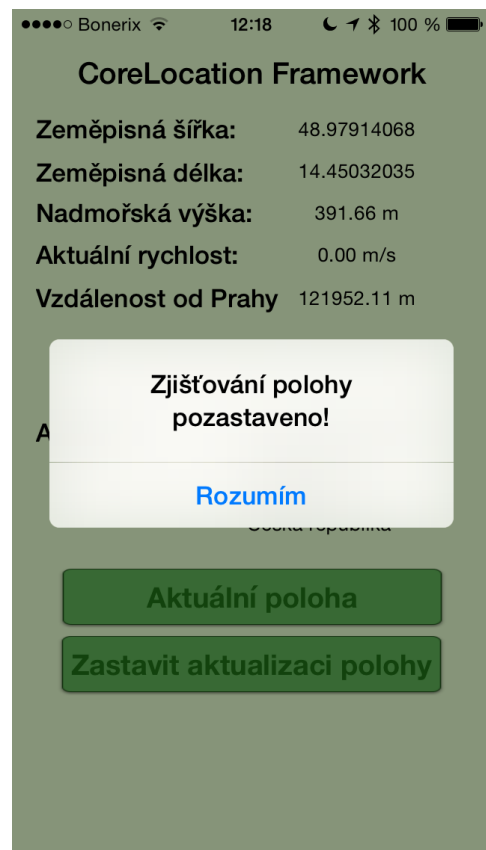 Bonerix 12:18 100 %
CoreLocation Framework
Zeměpisná šířka: 48.97914068
Zeměpisná délka: 14.45032035
Nadmořská výška: 391.66 m
Aktuální rychlost: 0.00 m/s
Vzdálenost od Prahy 121952.11 m
Zjišťování polohy
pozastaveno!
A
Rozumím
Česká republika
Aktuální poloha
Zastavit aktualizaci polohy